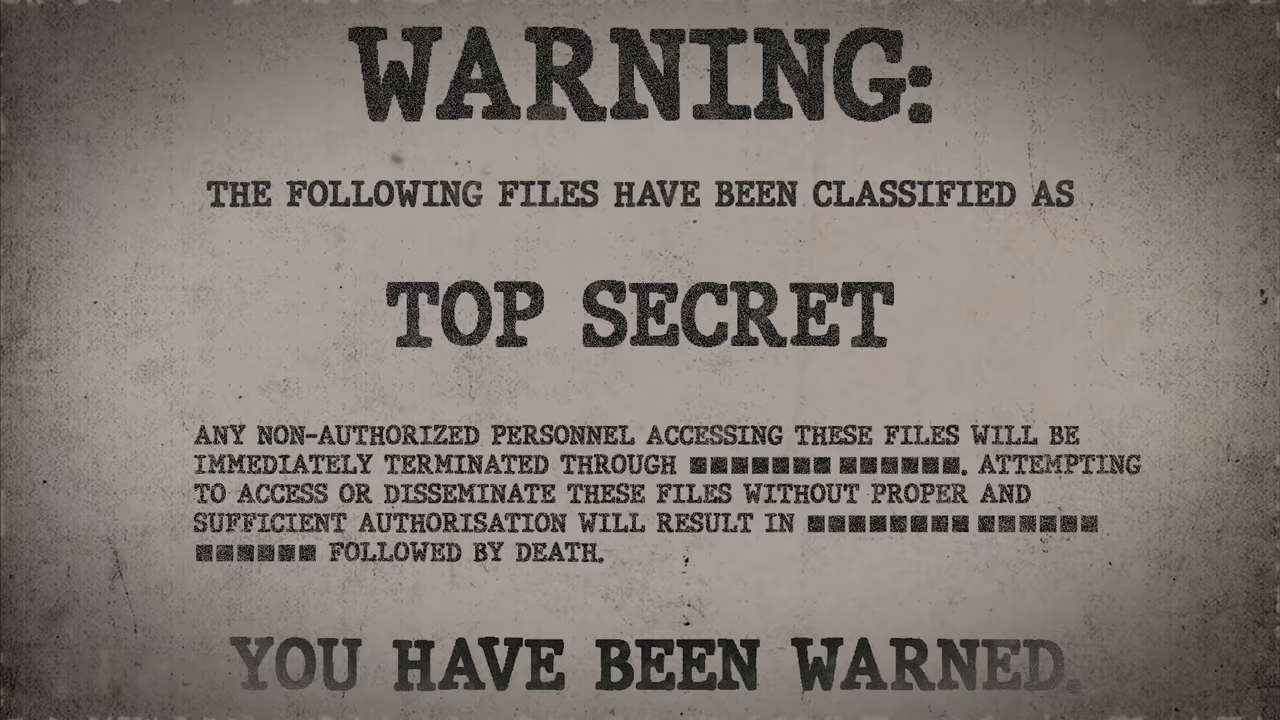 WARNING:
THE FOLLOWING FILES HAVE BEEN CLASSIFIED AS
TOP SECRET
ANY NON-AUTHORIZED PERSONNEL ACCESSING THESE FILES WILL BE
IMMEDIATELY TERMINATED THROUGH ■■■■■■■ ■■■■■■. ATTEMPTING
TO ACCESS OR DISSEMINATE THESE FILES WITHOUT PROPER AND
SUFFICIENT AUTHORISATION WILL RESULT IN ■■■■■■■■ ■■■■■■
■■■■■■ FOLLOWED BY DEATH.
YOU HAVE BEEN WARNED.